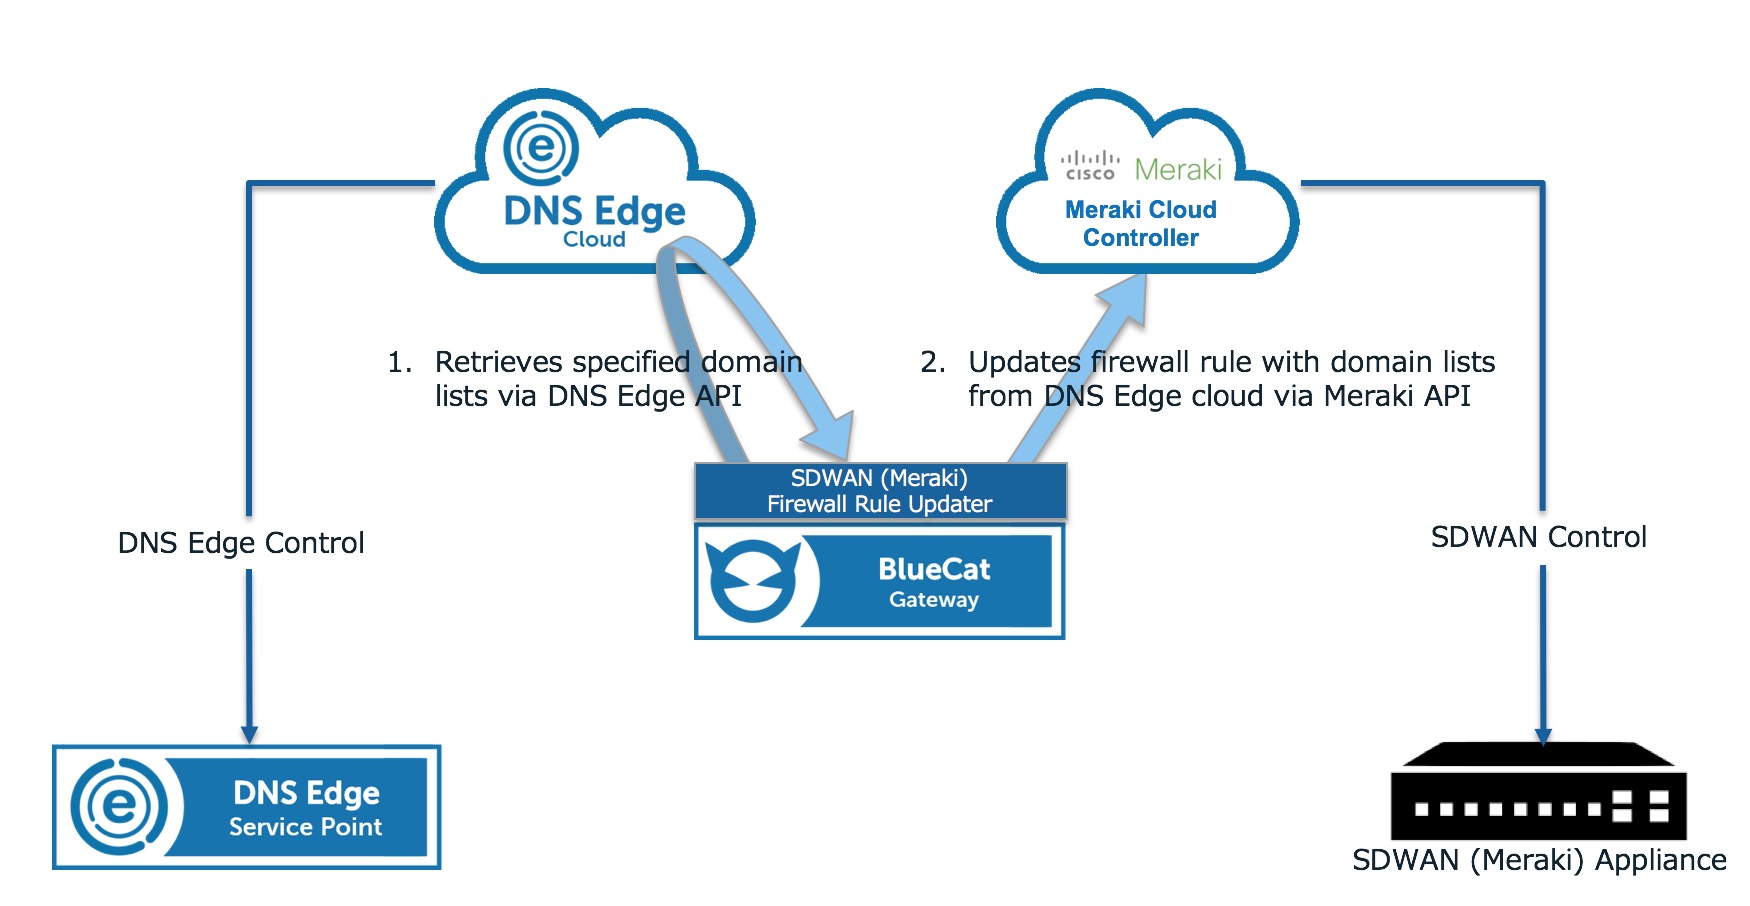 e
DNS Edge
Cloud
cisco Meraki
Meraki Cloud
Controller
1. Retrieves specified domain
lists via DNS Edge API
2. Updates firewall rule with domain lists
from DNS Edge cloud via Meraki API
SDWAN (Meraki)
Firewall Rule Updater
BlueCat
Gateway
DNS Edge Control
SDWAN Control
e
DNS Edge
Service Point
SDWAN (Meraki) Appliance